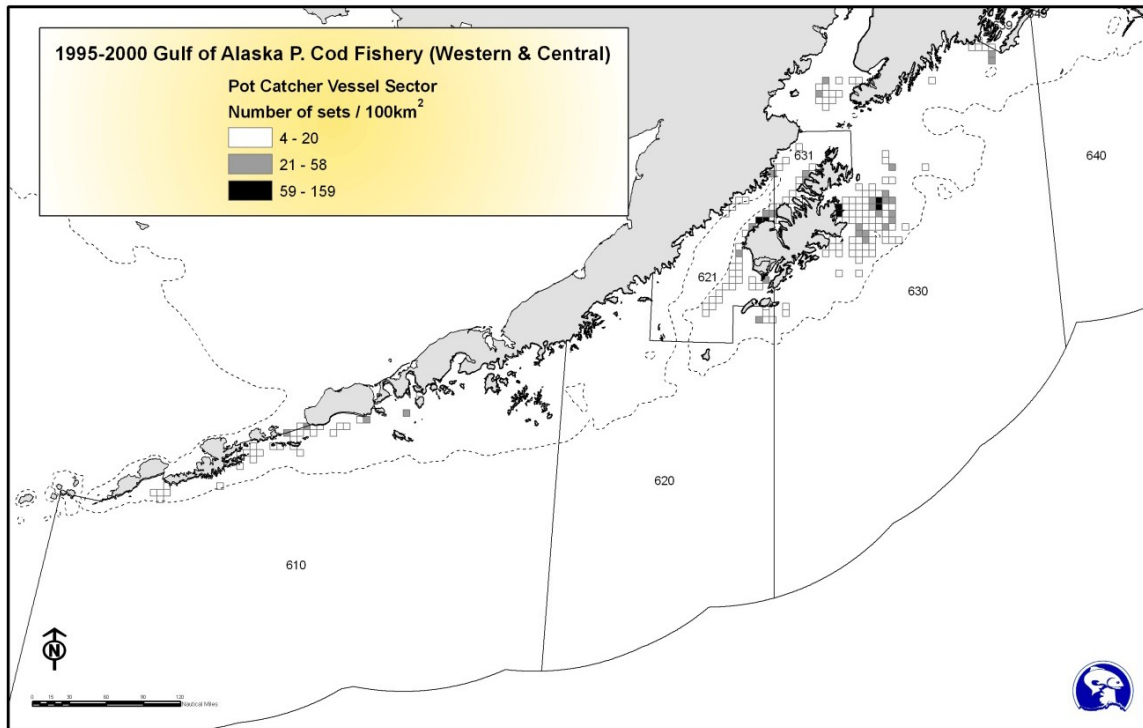 1995-2000 Gulf of Alaska P. Cod Fishery (Western & Central)
Pot Catcher Vessel Sector
Number of sets / 100km²
4 - 20
21 - 58
59 - 159
649
640
631
621
630
620
610
N
0 15 30 60 90 120
Nautical Miles